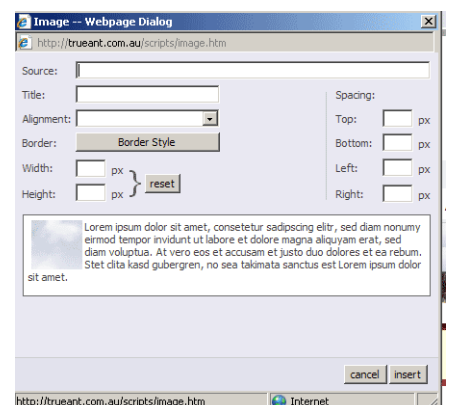 Image -- Webpage Dialog
http://trueant.com.au/scripts/image.htm
Source:
Title:
Spacing:
Alignment:
Top: px
Border: Border Style
Bottom: px
Width: px
Left: px
reset
Height: px
Right: px
Lorem ipsum dolor sit amet, consetetur sadipscing elitr, sed diam nonumy
eirmod tempor invidunt ut labore et dolore magna aliquyam erat, sed
diam voluptua. At vero eos et accusam et justo duo dolores et ea rebum.
Stet clita kasd gubergren, no sea takimata sanctus est Lorem ipsum dolor
sit amet.
cancel insert
http://trueant.com.au/scripts/image.htm Internet